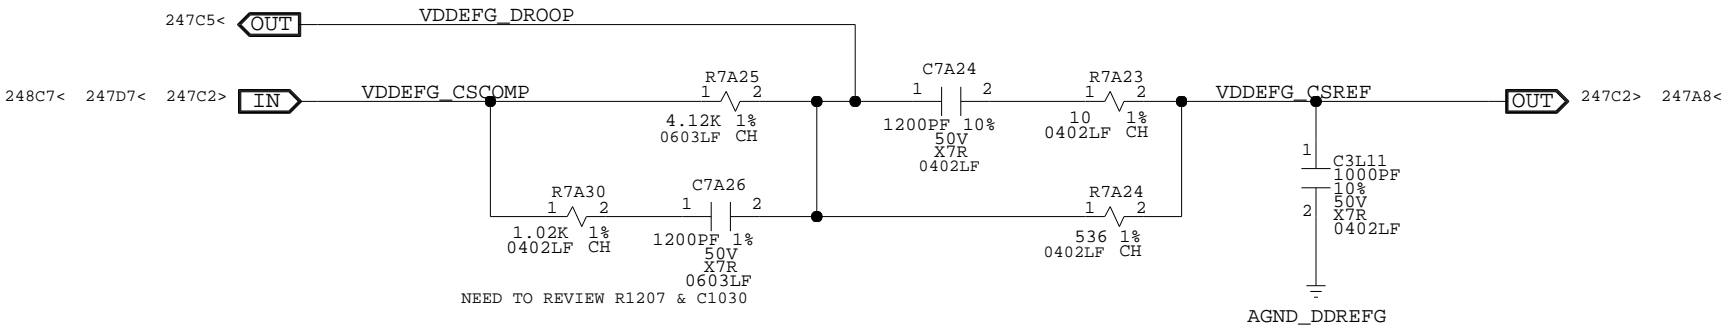 247C5<
OUT
VDDEFG_DROOP
248C7< 247D7< 247C2>
IN
VDDEFG_CSCOMP
R7A25
1 2
4.12K 1%
0603LF CH
C7A24
1 2
1200PF 10%
50V
X7R
0402LF
R7A23
1 2
10 1%
0402LF CH
VDDEFG_CSREF
OUT
247C2> 247A8<
R7A30
1 2
1.02K 1%
0402LF CH
C7A26
1 2
1200PF 1%
50V
X7R
0603LF
R7A24
1 2
536 1%
0402LF CH
1
C3L11
1000PF
10%
50V
2
X7R
0402LF
NEED TO REVIEW R1207 & C1030
AGND_DDREFG